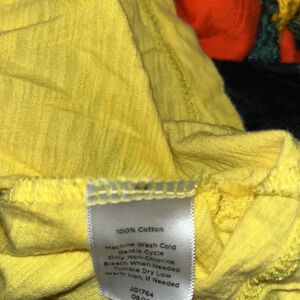 100% Cotton
Machine Wash Cold
Gentle Cycle
Only Non-Chlorine
Bleach When Needed
Tumble Dry Low
Warm Iron, If Needed
JO1764